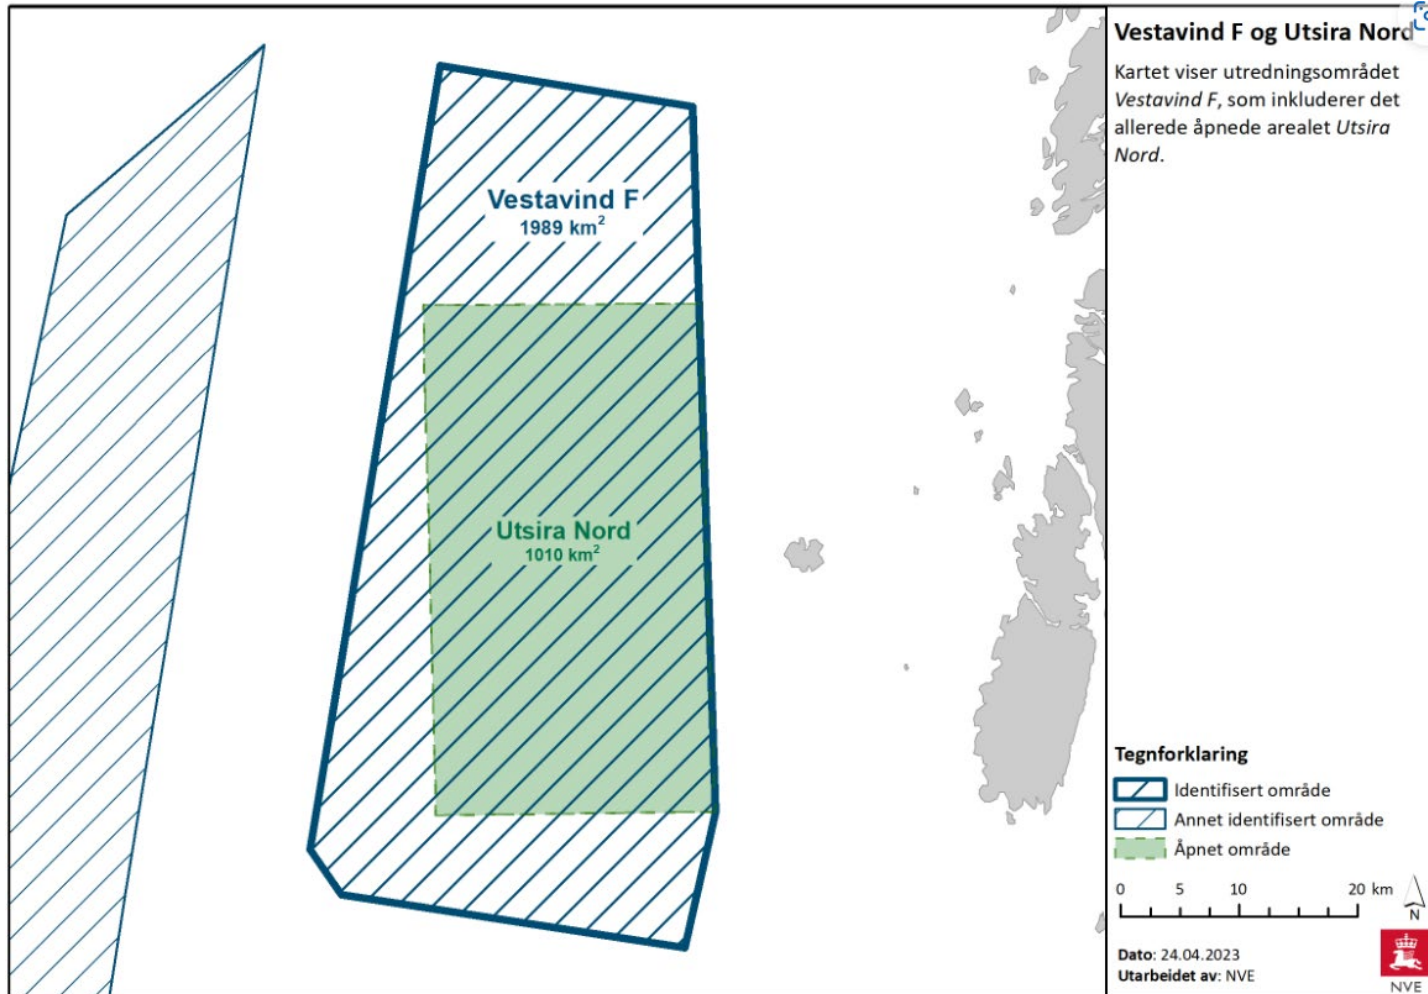 Vestavind F og Utsira Nord
Kartet viser utredningsområdet
Vestavind F, som inkluderer det
allerede åpnede arealet Utsira
Nord.
Vestavind F
1989 km²
Utsira Nord
1010 km²
Tegnforklaring
Identifisert område
Annet identifisert område
Åpnet område
0 5 10 20 km
N
Dato: 24.04.2023
Utarbeidet av: NVE
NVE